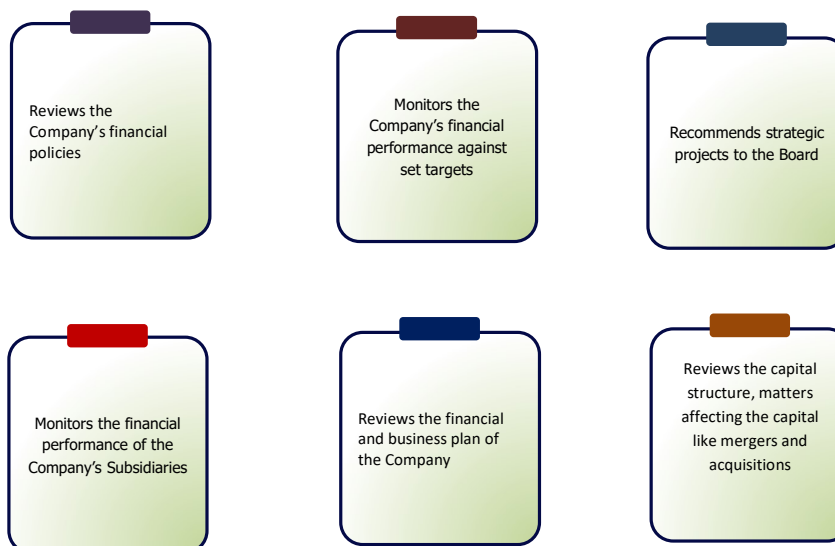 Reviews the
Company’s financial
policies
Monitors the
Company’s financial
performance against
set targets
Recommends strategic
projects to the Board
Monitors the financial
performance of the
Company’s Subsidiaries
Reviews the financial
and business plan of
the Company
Reviews the capital
structure, matters
affecting the capital
like mergers and
acquisitions